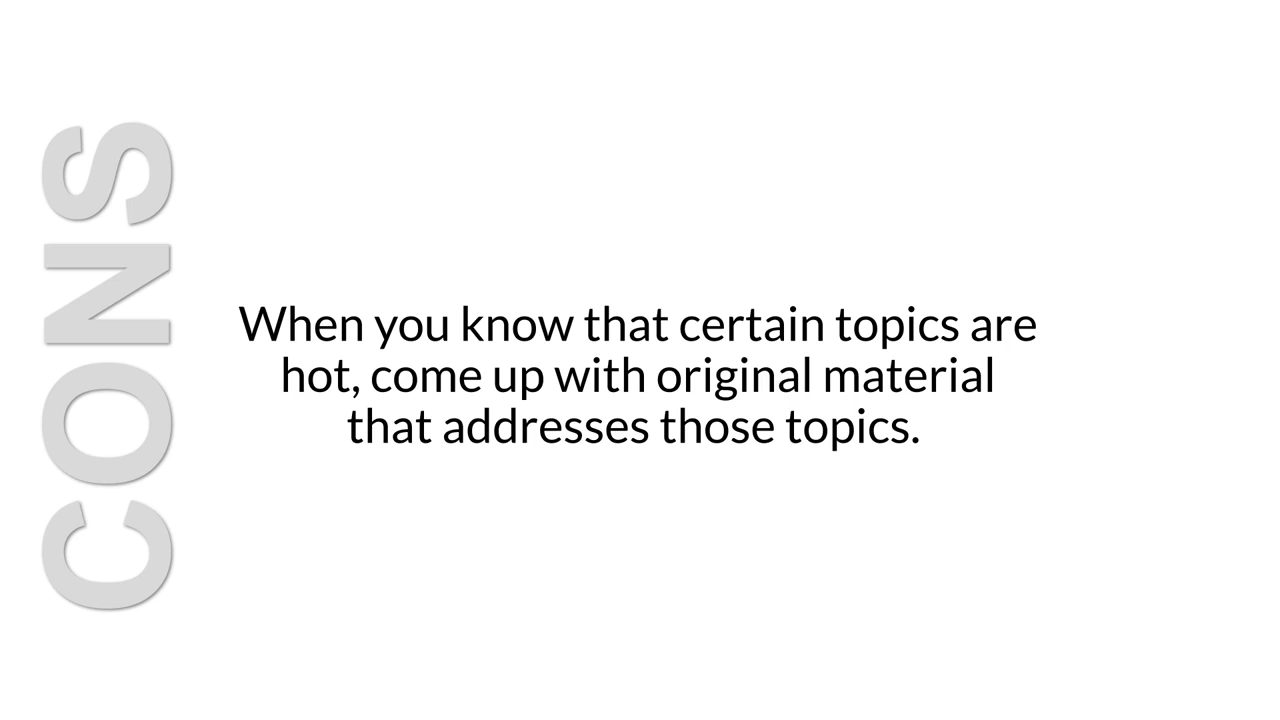 CONS
When you know that certain topics are
hot, come up with original material
that addresses those topics.